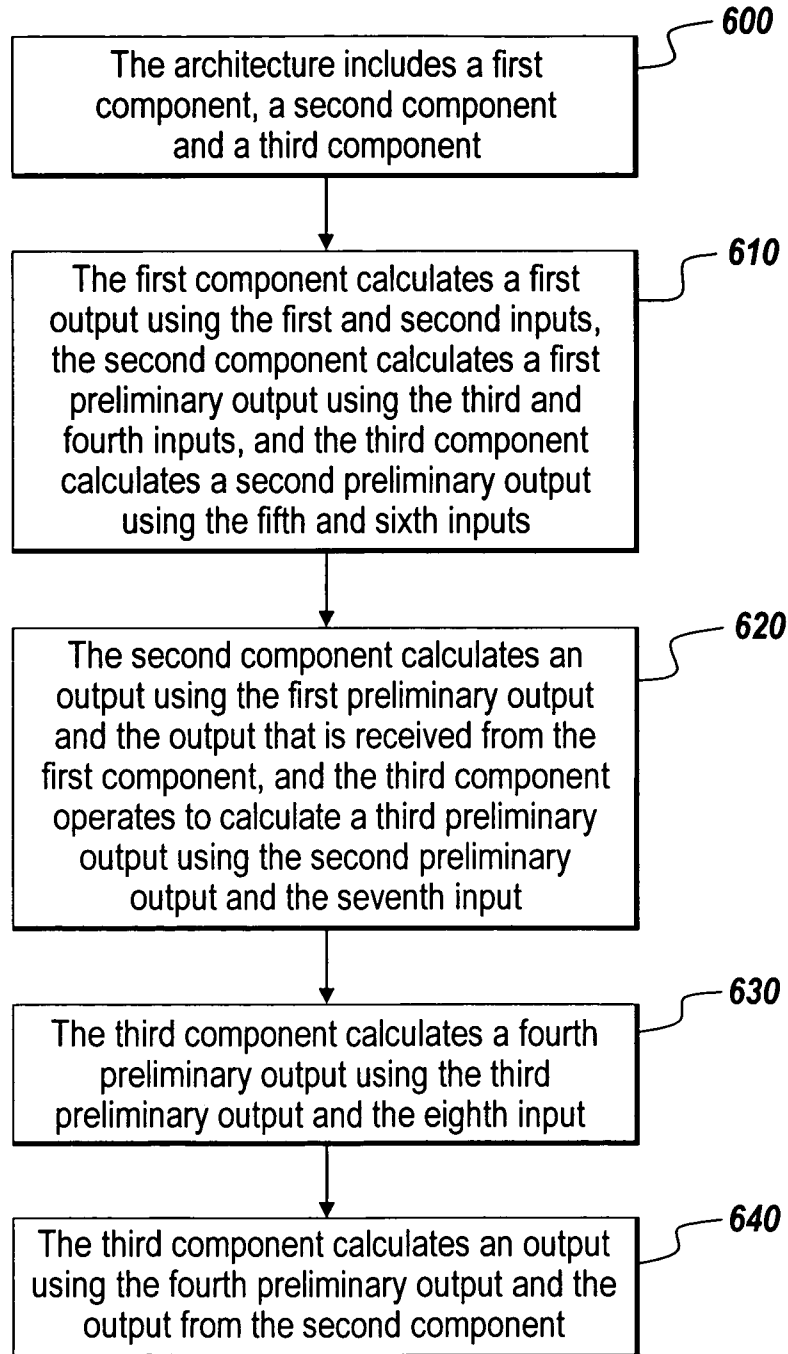 600
The architecture includes a first
component, a second component
and a third component
610
The first component calculates a first
output using the first and second inputs,
the second component calculates a first
preliminary output using the third and
fourth inputs, and the third component
calculates a second preliminary output
using the fifth and sixth inputs
620
The second component calculates an
output using the first preliminary output
and the output that is received from the
first component, and the third component
operates to calculate a third preliminary
output using the second preliminary
output and the seventh input
630
The third component calculates a fourth
preliminary output using the third
preliminary output and the eighth input
640
The third component calculates an output
using the fourth preliminary output and the
output from the second component